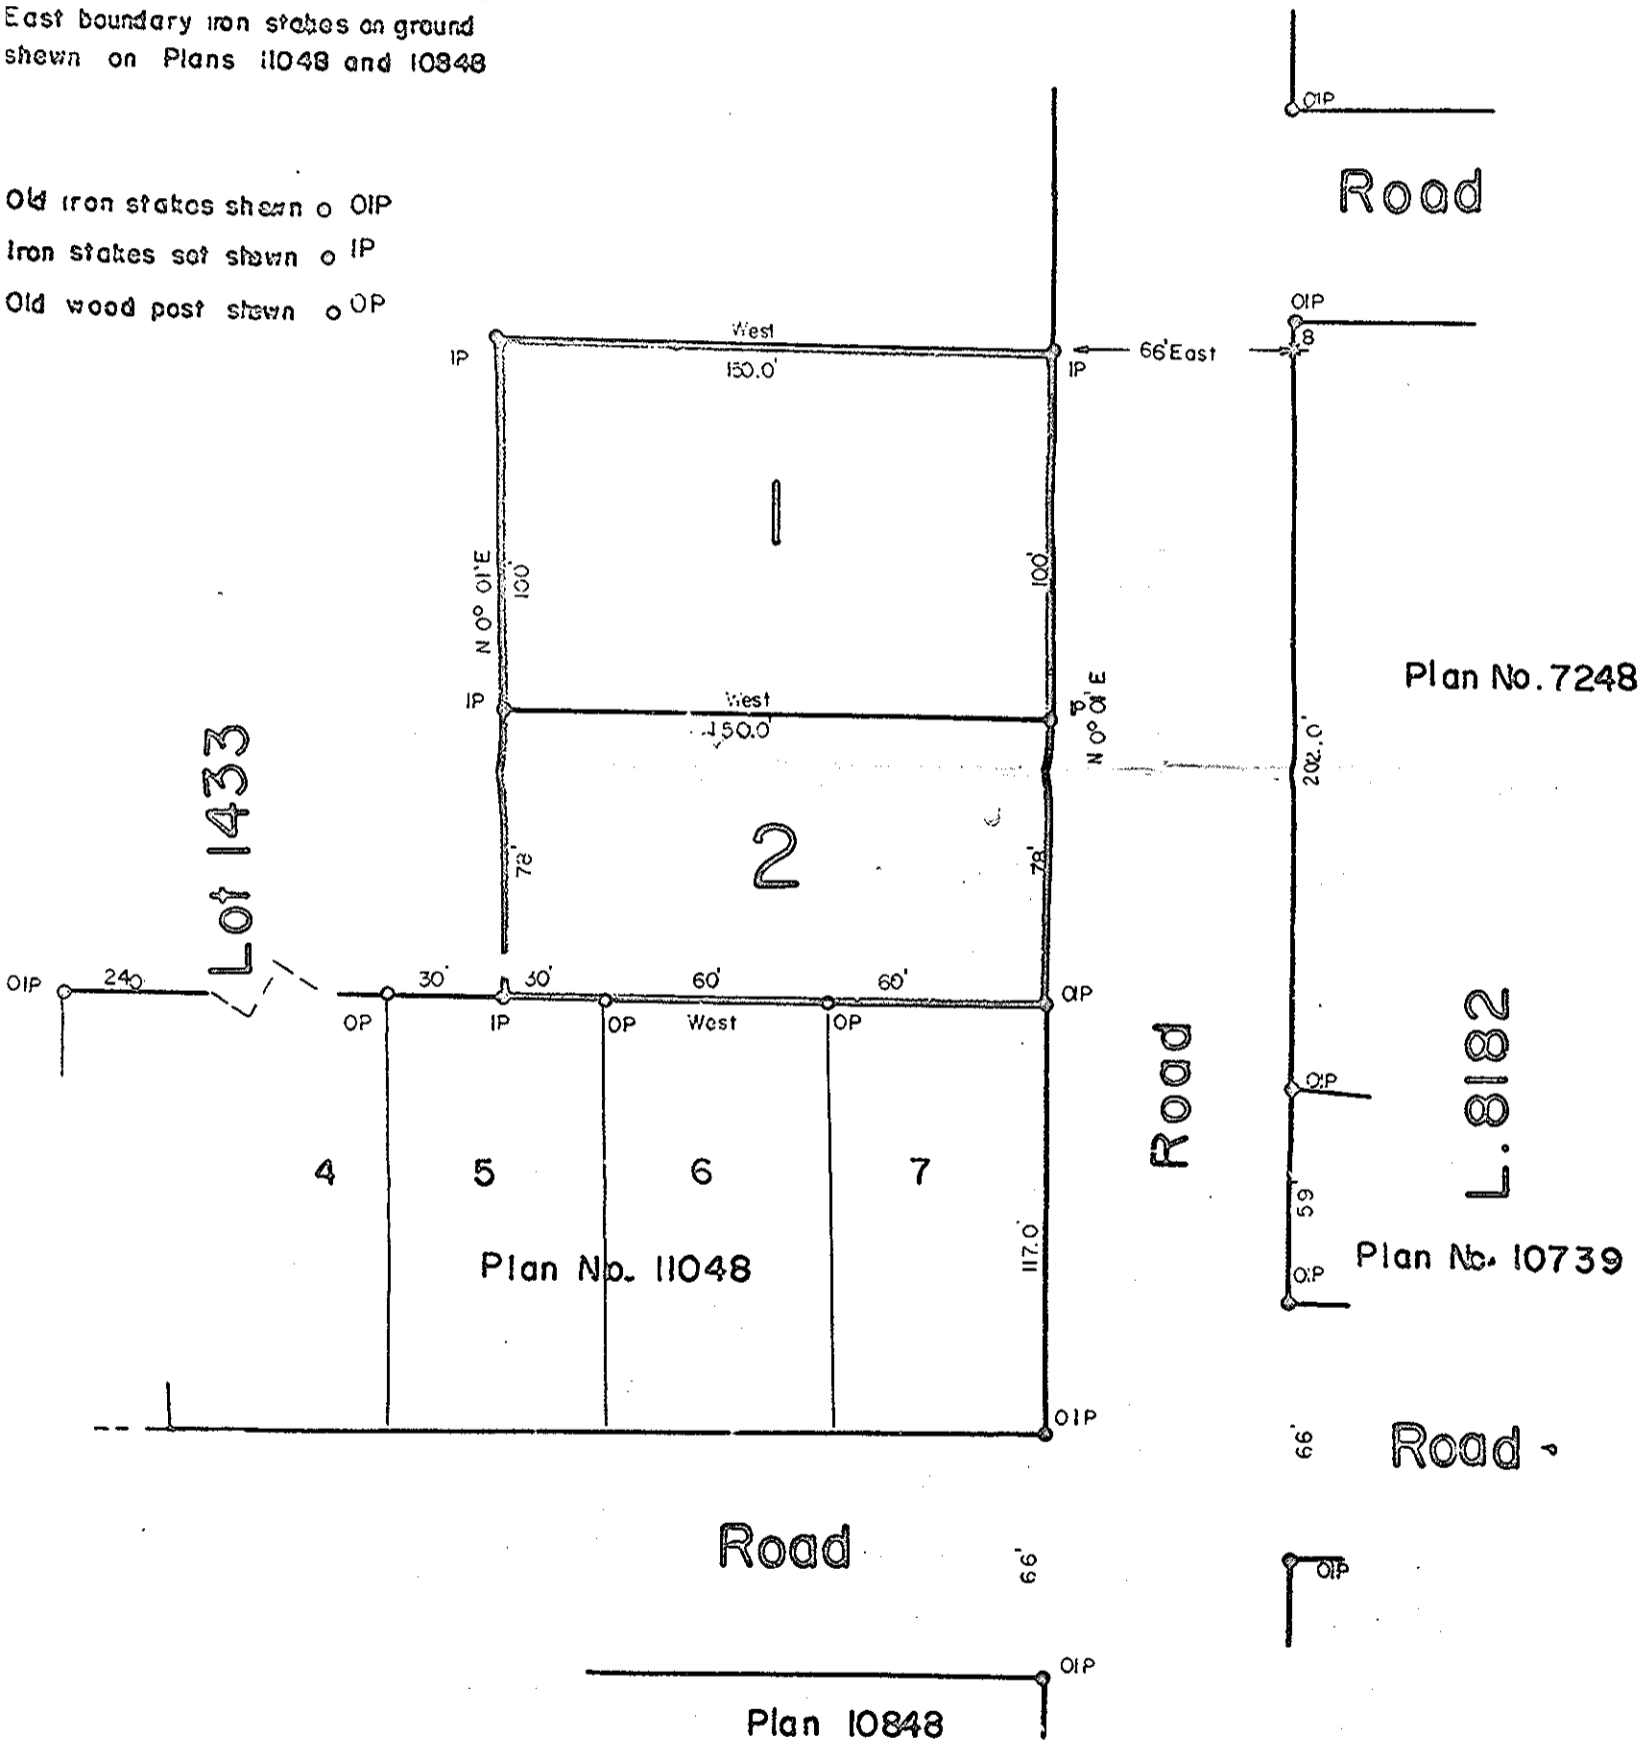 East boundary iron stakes on ground
shewn on Plans 11048 and 10848
OIP
Road
Old iron stakes shewn o OIP
Iron stakes set shewn o IP
Old wood post shewn o OP
OIP
8
West
150.0'
IP
IP
66' East
1
N 0° 01' E
100'
100'
Plan No. 7248
IP
West
150.0'
IP
N 0° 01' E
202.0'
Lot 1433
2
78'
78'
OIP
240
30'
30'
60'
60'
OIP
OP
IP
OP
West
OP
Road
L. 8182
OIP
4
5
6
7
59'
117.0'
Plan No. 11048
Plan No. 10739
OIP
OIP
66'
Road
Road
66'
OIP
OIP
Plan 10848